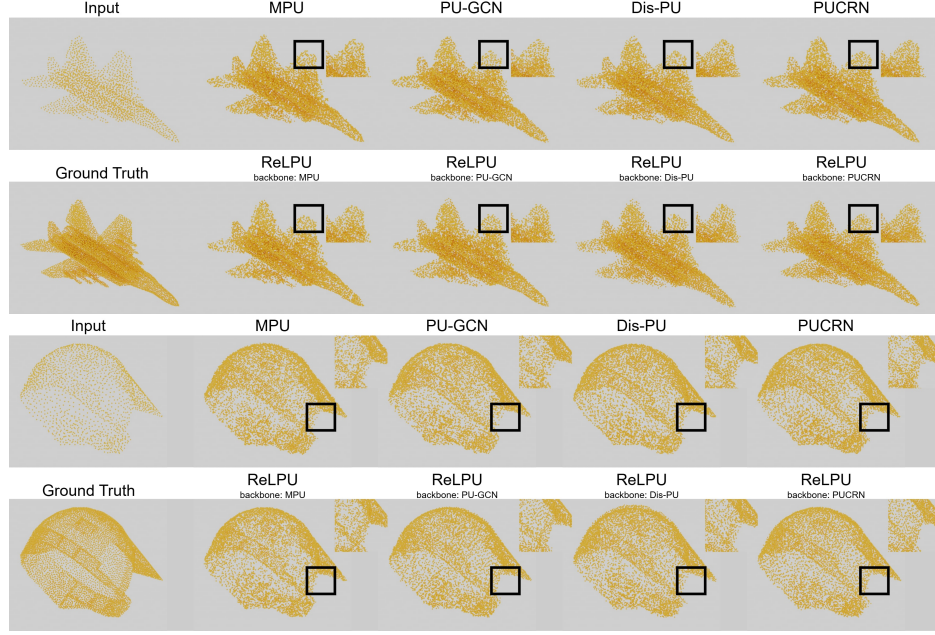 Input MPU PU-GCN Dis-PU PUCRN
Ground Truth ReLPU ReLPU ReLPU ReLPU
backbone: MPU backbone: PU-GCN backbone: Dis-PU backbone: PUCRN
Input MPU PU-GCN Dis-PU PUCRN
Ground Truth ReLPU ReLPU ReLPU ReLPU
backbone: MPU backbone: PU-GCN backbone: Dis-PU backbone: PUCRN